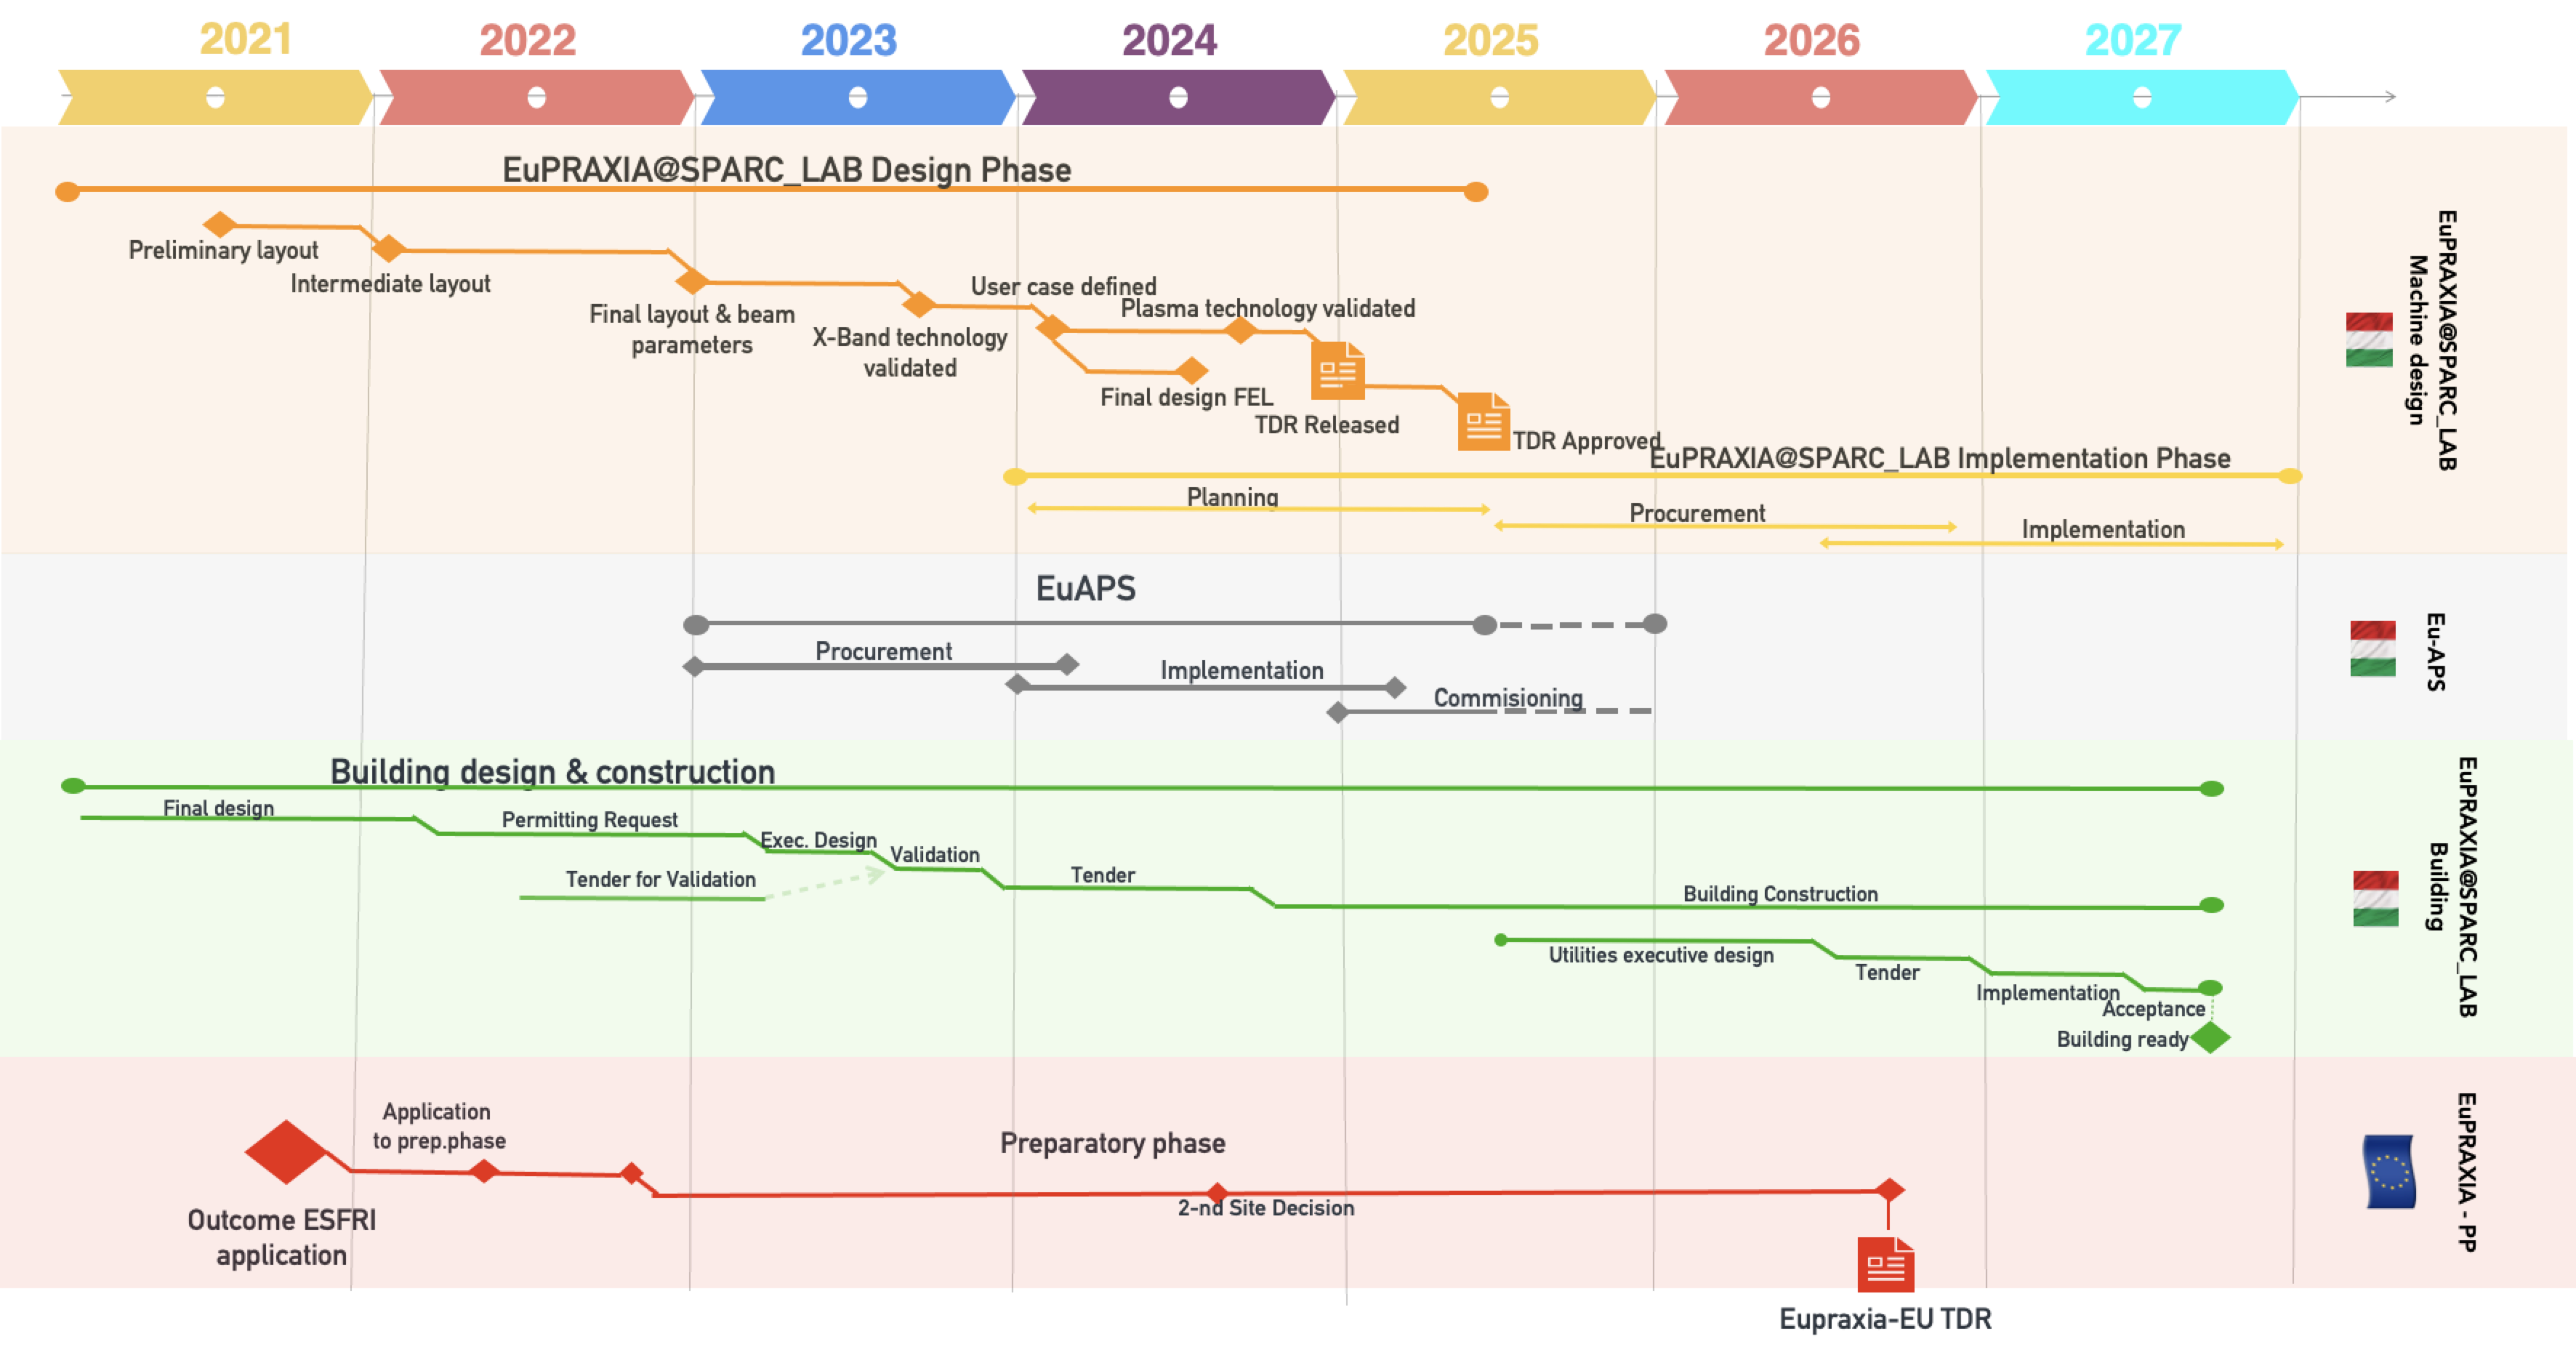 2021
2022
2023
2024
2025
2026
2027
EuPRAXIA@SPARC_LAB Design Phase
Preliminary layout
Intermediate layout
Final layout & beam
parameters
X-Band technology
validated
User case defined
Plasma technology validated
Final design FEL
TDR Released
TDR Approved
EuPRAXIA@SPARC_LAB Implementation Phase
Planning
Procurement
Implementation
EuPRAXIA@SPARC_LAB
Machine design
EuAPS
Procurement
Implementation
Commisioning
Eu-APS
Building design & construction
Final design
Permitting Request
Exec. Design
Validation
Tender for Validation
Tender
Building Construction
Utilities executive design
Tender
Implementation
Acceptance
Building ready
EuPRAXIA@SPARC_LAB
Building
Application
to prep.phase
Preparatory phase
2-nd Site Decision
Outcome ESFRI
application
Eupraxia-EU TDR
EuPRAXIA - PP